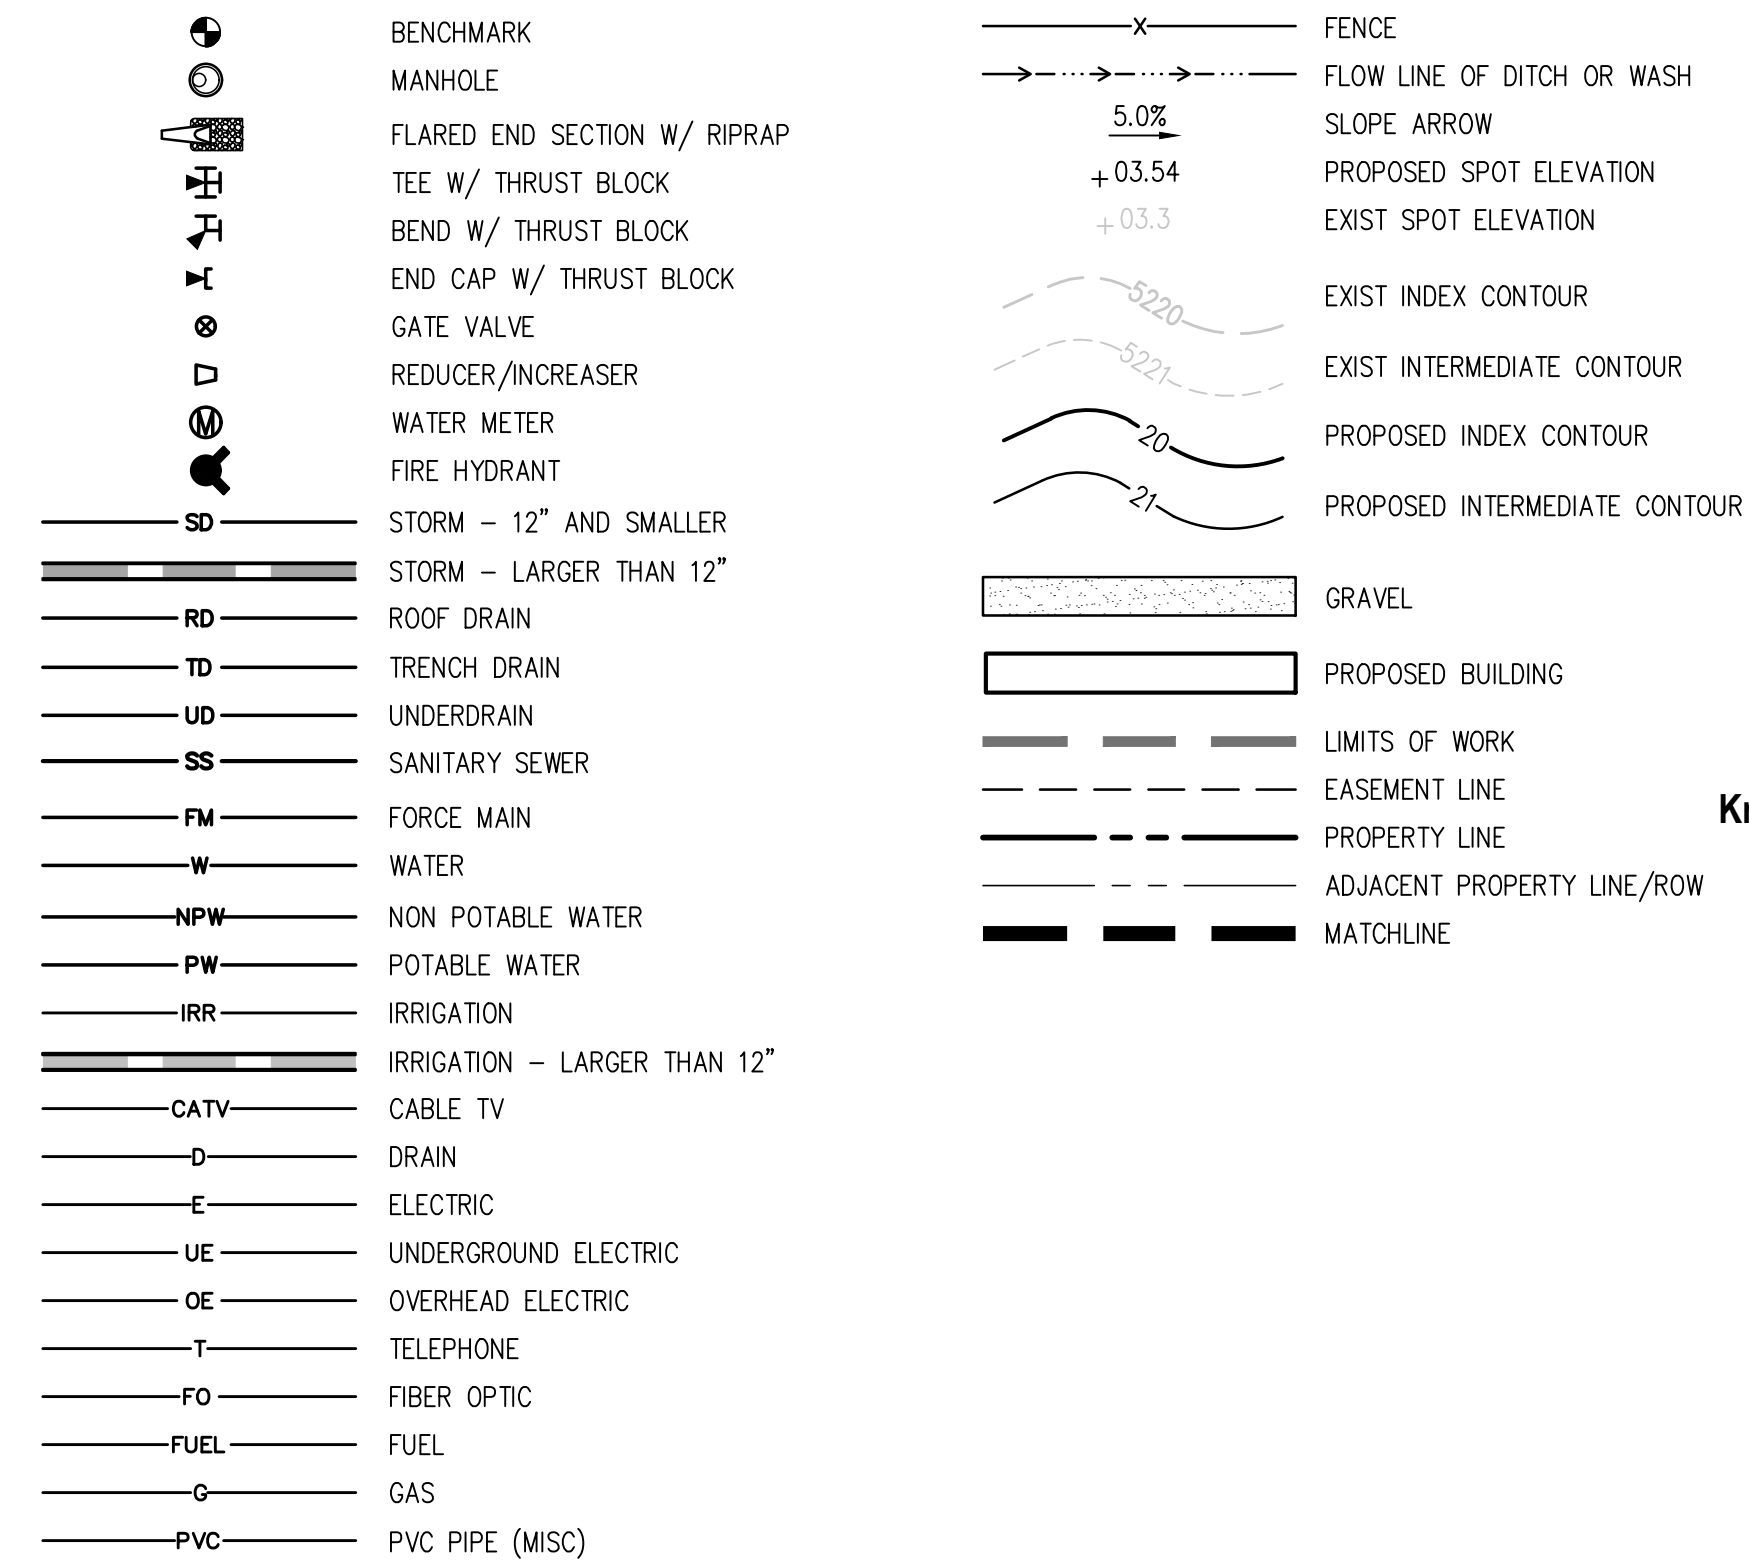 BENCHMARK
MANHOLE
FLARED END SECTION W/ RIPRAP
TEE W/ THRUST BLOCK
BEND W/ THRUST BLOCK
END CAP W/ THRUST BLOCK
GATE VALVE
REDUCER/INCREASER
M WATER METER
FIRE HYDRANT
SD STORM – 12” AND SMALLER
STORM – LARGER THAN 12”
RD ROOF DRAIN
TD TRENCH DRAIN
UD UNDERDRAIN
SS SANITARY SEWER
FM FORCE MAIN
W WATER
NPW NON POTABLE WATER
PW POTABLE WATER
IRR IRRIGATION
IRRIGATION – LARGER THAN 12”
CATV CABLE TV
D DRAIN
E ELECTRIC
UE UNDERGROUND ELECTRIC
OE OVERHEAD ELECTRIC
T TELEPHONE
FO FIBER OPTIC
FUEL FUEL
G GAS
PVC PVC PIPE (MISC)
X FENCE
FLOW LINE OF DITCH OR WASH
5.0% SLOPE ARROW
+03.54 PROPOSED SPOT ELEVATION
+03.3 EXIST SPOT ELEVATION
5220 EXIST INDEX CONTOUR
5221 EXIST INTERMEDIATE CONTOUR
20 PROPOSED INDEX CONTOUR
21 PROPOSED INTERMEDIATE CONTOUR
GRAVEL
PROPOSED BUILDING
LIMITS OF WORK
EASEMENT LINE
PROPERTY LINE
ADJACENT PROPERTY LINE/ROW
MATCHLINE